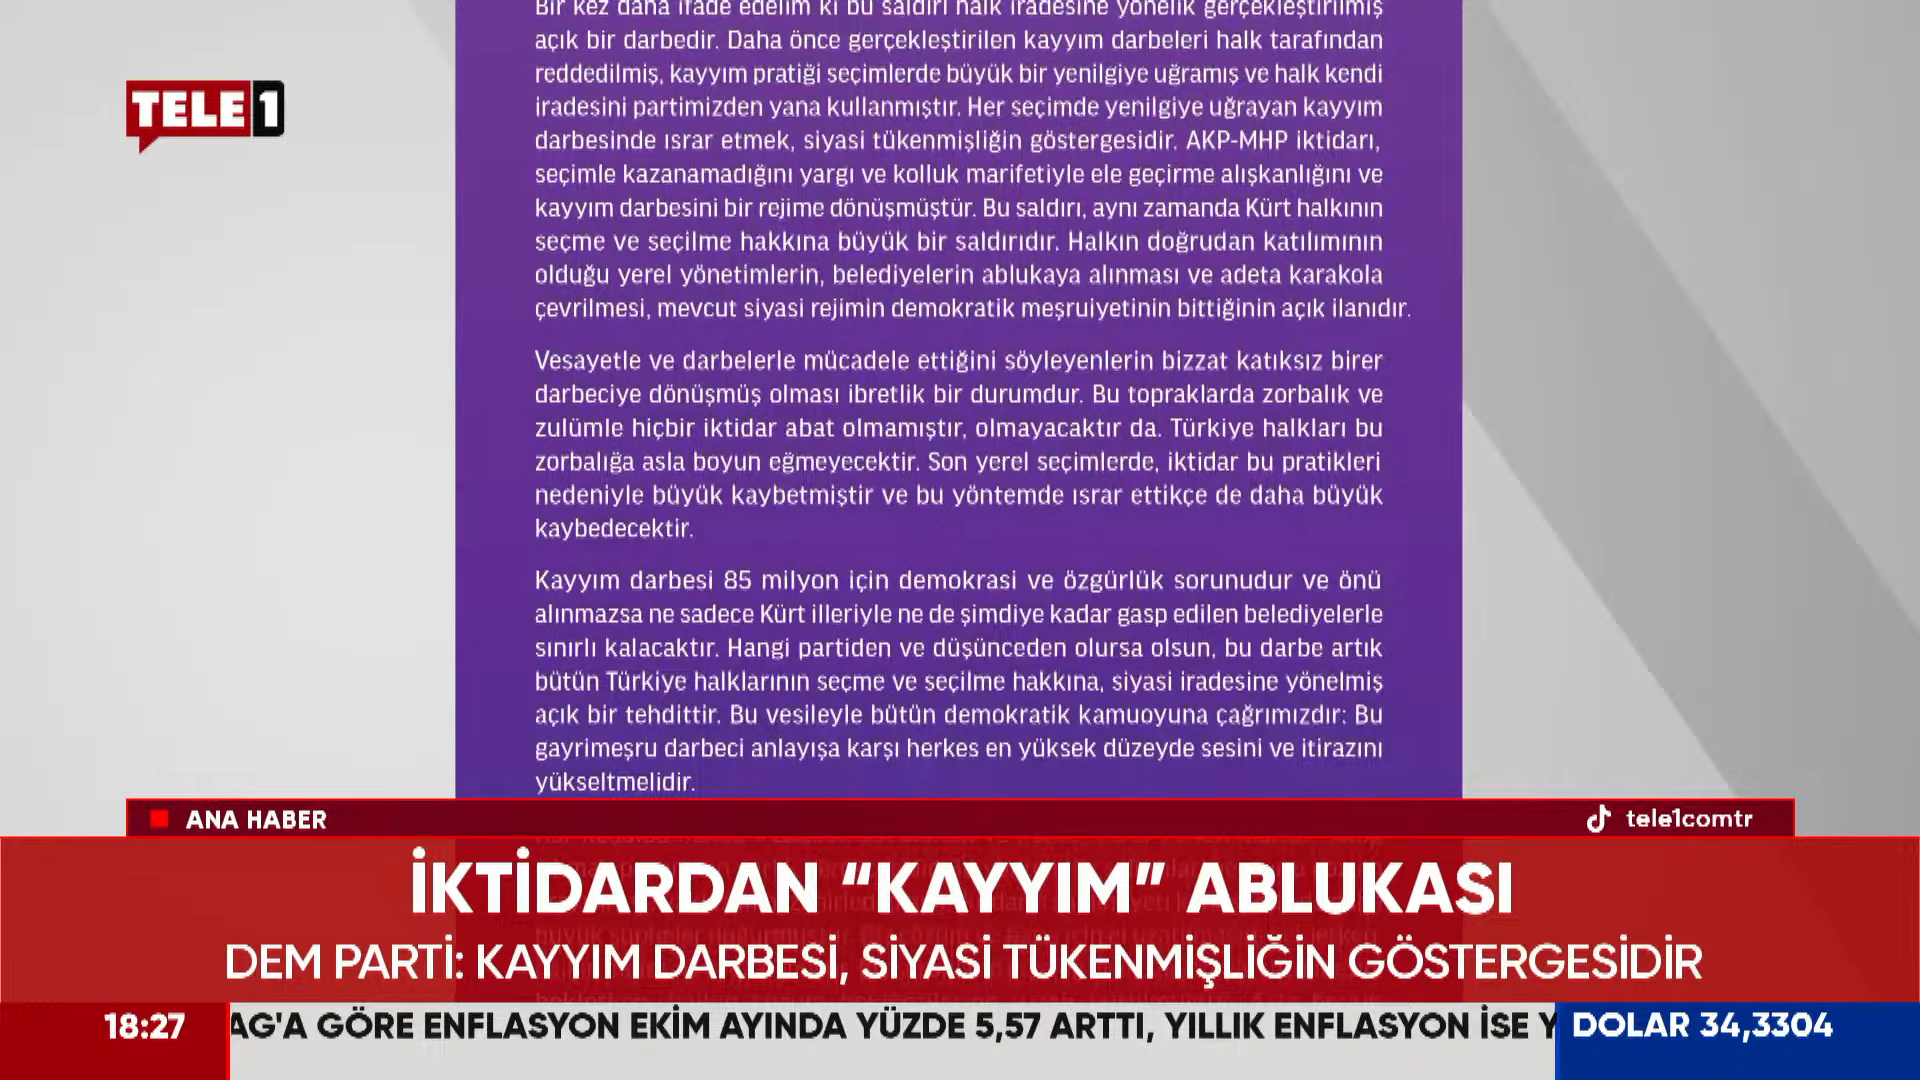 Bir kez daha ifade edelim ki bu saldırı halk iradesine yönelik gerçekleştirilmiş
açık bir darbedir. Daha önce gerçekleştirilen kayyım darbeleri halk tarafından
reddedilmiş, kayyım pratiği seçimlerde büyük bir yenilgiye uğramış ve halk kendi
iradesini partimizden yana kullanmıştır. Her seçimde yenilgiye uğrayan kayyım
darbesinde ısrar etmek, siyasi tükenmişliğin göstergesidir. AKP-MHP iktidarı,
seçimle kazanamadığını yargı ve kolluk marifetiyle ele geçirme alışkanlığını ve
kayyım darbesini bir rejime dönüşmüştür. Bu saldırı, aynı zamanda Kürt halkının
seçme ve seçilme hakkına büyük bir saldırıdır. Halkın doğrudan katılımının
olduğu yerel yönetimlerin, belediyelerin ablukaya alınması ve adeta karakola
çevrilmesi, mevcut siyasi rejimin demokratik meşruiyetinin bittiğinin açık ilanıdır.
Vesayetle ve darbelerle mücadele ettiğini söyleyenlerin bizzat katıksız birer
darbeciye dönüşmüş olması ibretlik bir durumdur. Bu topraklarda zorbalık ve
zulümle hiçbir iktidar abat olmamıştır, olmayacaktır da. Türkiye halkları bu
zorbalığa asla boyun eğmeyecektir. Son yerel seçimlerde, iktidar bu pratikleri
nedeniyle büyük kaybetmiştir ve bu yöntemde ısrar ettikçe de daha büyük
kaybedecektir.
Kayyım darbesi 85 milyon için demokrasi ve özgürlük sorunudur ve önü
alınmazsa ne sadece Kürt illeriyle ne de şimdiye kadar gasp edilen belediyelerle
sınırlı kalacaktır. Hangi partiden ve düşünceden olursa olsun, bu darbe artık
bütün Türkiye halklarının seçme ve seçilme hakkına, siyasi iradesine yönelmiş
açık bir tehdittir. Bu vesileyle bütün demokratik kamuoyuna çağrımızdır: Bu
gayrimeşru darbeci anlayışa karşı herkes en yüksek düzeyde sesini ve itirazını
yükseltmelidir.
TELE1
ANA HABER
tele1comtr
İKTİDARDAN “KAYYIM” ABLUKASI
DEM PARTİ: KAYYIM DARBESİ, SİYASİ TÜKENMİŞLİĞİN GÖSTERGESİDİR
18:27
AG'A GÖRE ENFLASYON EKİM AYINDA YÜZDE 5,57 ARTTI, YILLIK ENFLASYON İSE Y
DOLAR 34,3304